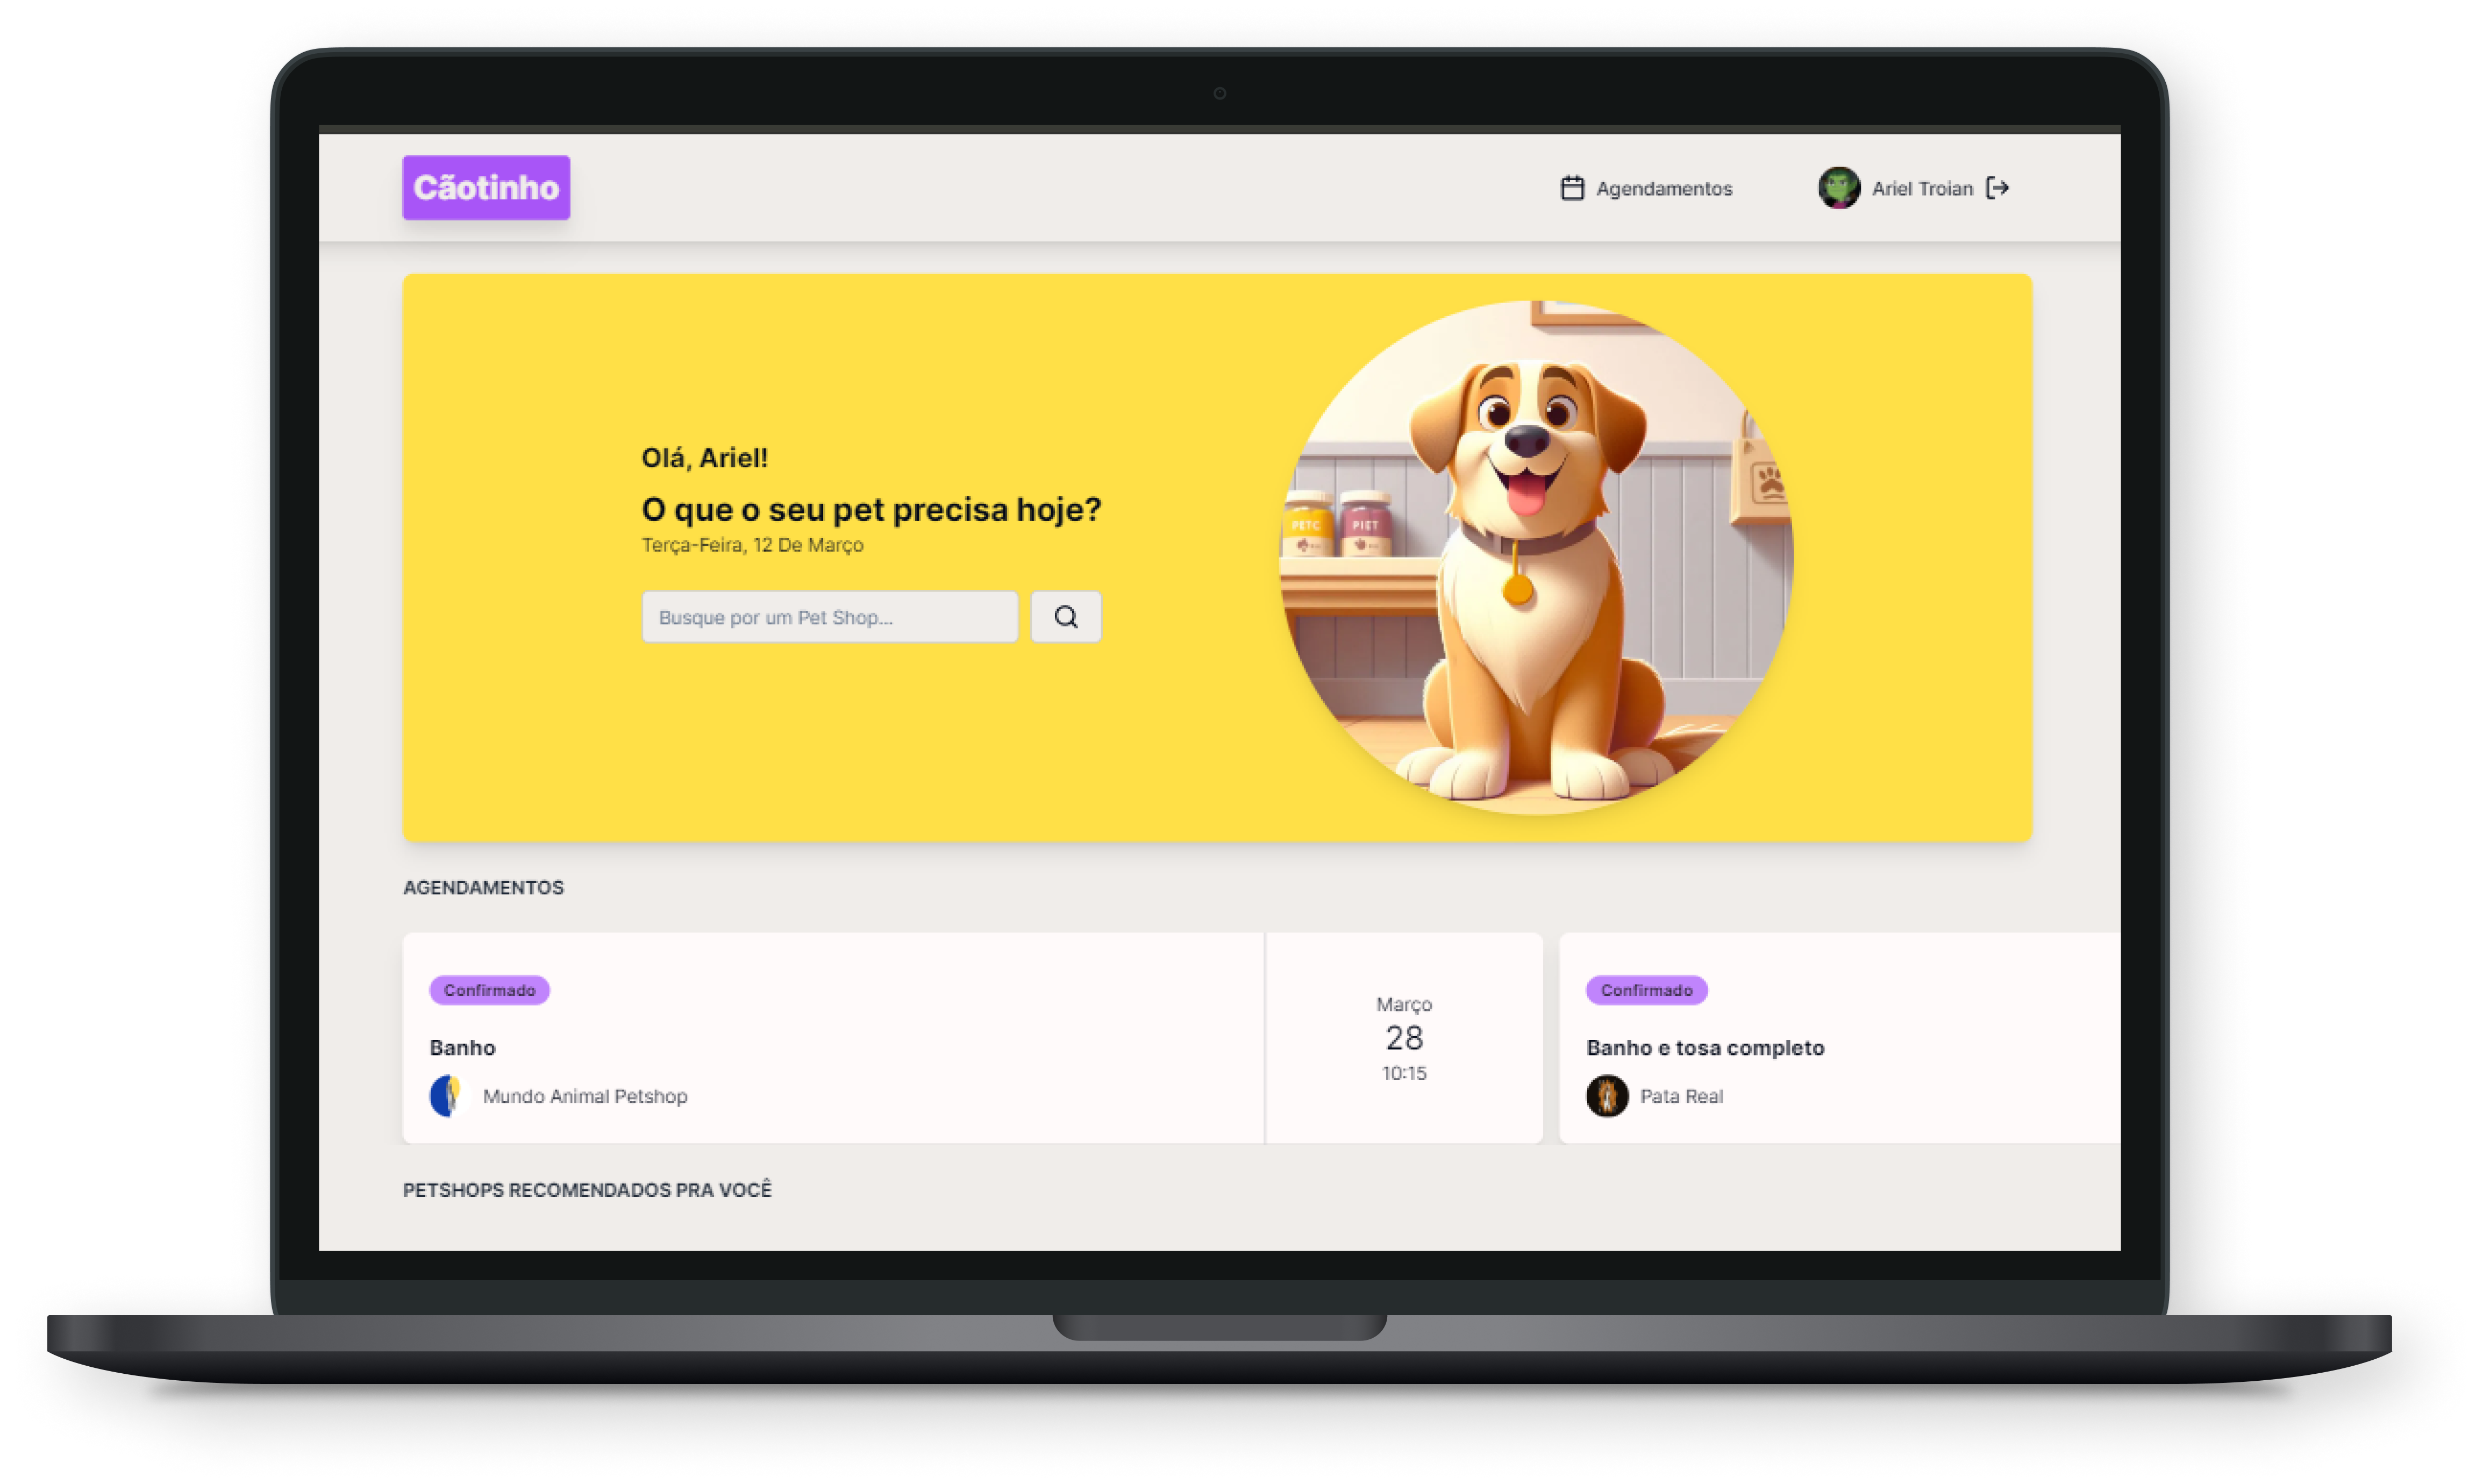 Cãotinho
Agendamentos
Ariel Troian
Olá, Ariel!
O que o seu pet precisa hoje?
Terça-Feira, 12 De Março
Busque por um Pet Shop...
PETC
PIET
AGENDAMENTOS
Confirmado
Banho
Mundo Animal Petshop
Março
28
10:15
Confirmado
Banho e tosa completo
Pata Real
PETSHOPS RECOMENDADOS PRA VOCÊ